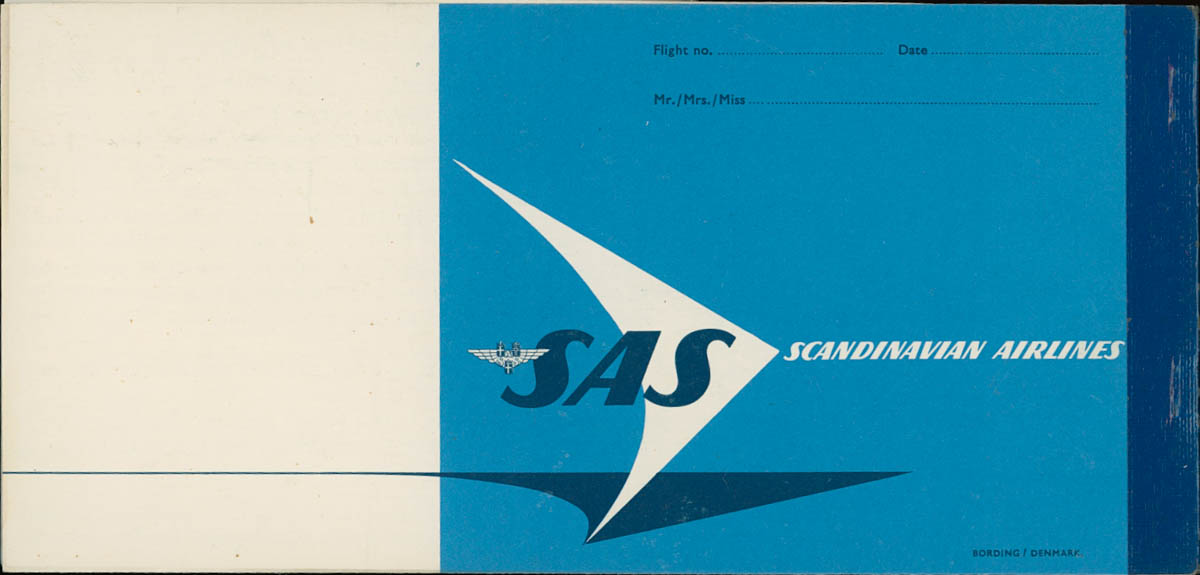 Flight no. ........................ Date ........................
Mr./Mrs./Miss ........................
SAS
SCANDINAVIAN AIRLINES
BORDING / DENMARK.